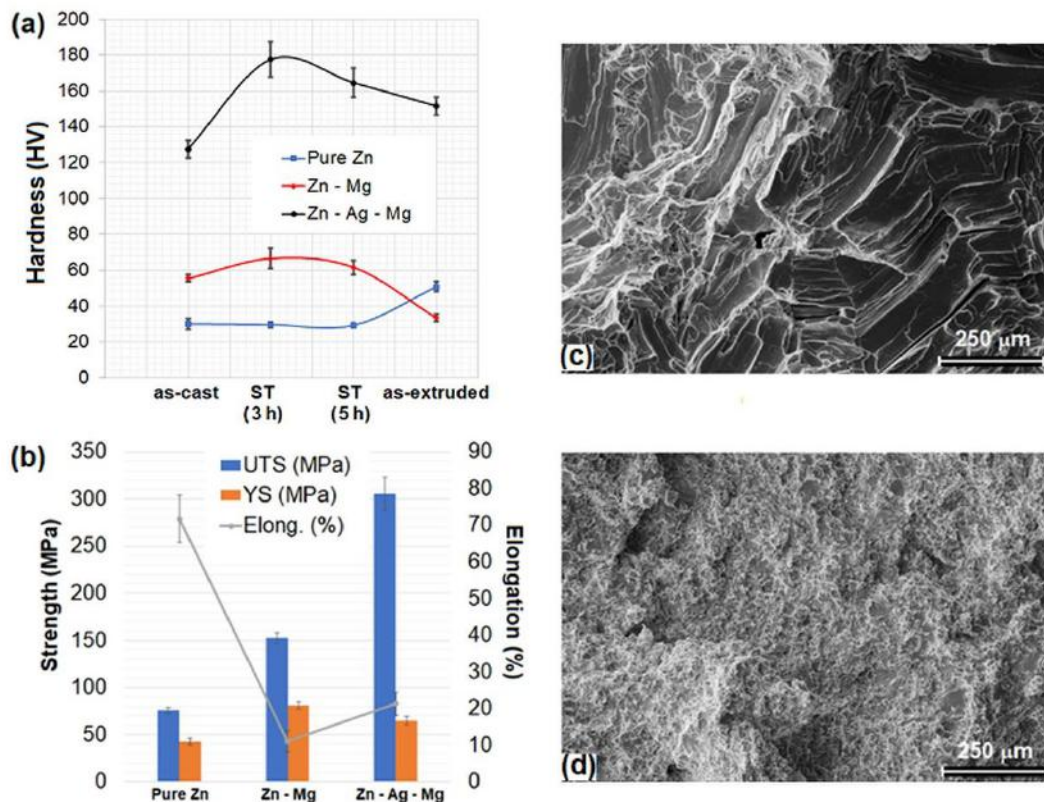 (a)
200
180
160
140
120
100
80
60
40
20
0
Hardness (HV)
Pure Zn
Zn - Mg
Zn - Ag - Mg
as-cast ST ST as-extruded
(3 h) (5 h)
(b)
350
300
250
200
150
100
50
0
Strength (MPa)
UTS (MPa)
YS (MPa)
Elong. (%)
90
80
70
60
50
40
30
20
10
0
Elongation
(%)
Pure Zn Zn - Mg Zn - Ag - Mg
250 µm
(c)
250 µm
(d)